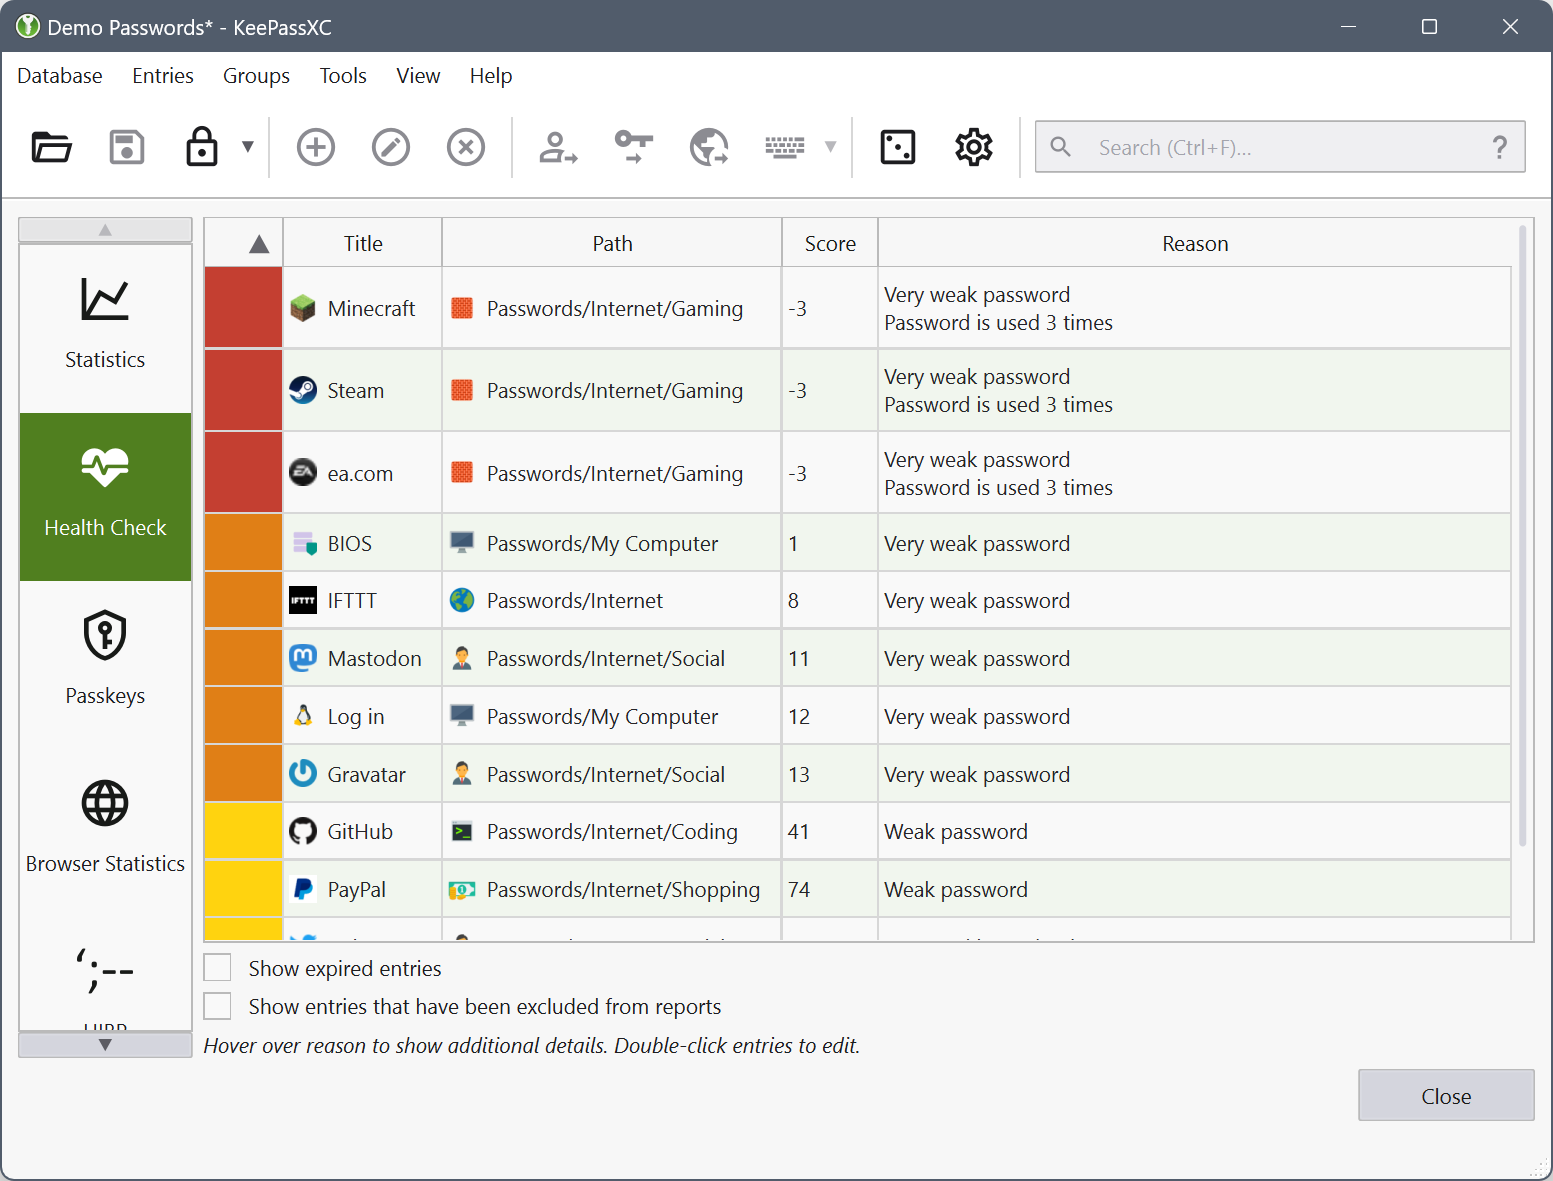 Demo Passwords* - KeePassXC
Database Entries Groups Tools View Help
Search (Ctrl+F)... ?
Statistics
Health Check
Passkeys
Browser Statistics
‘;--
Title Path Score Reason
Minecraft Passwords/Internet/Gaming -3 Very weak password
Password is used 3 times
Steam Passwords/Internet/Gaming -3 Very weak password
Password is used 3 times
ea.com Passwords/Internet/Gaming -3 Very weak password
Password is used 3 times
BIOS Passwords/My Computer 1 Very weak password
IFTTT IFTTT Passwords/Internet 8 Very weak password
Mastodon Passwords/Internet/Social 11 Very weak password
Log in Passwords/My Computer 12 Very weak password
Gravatar Passwords/Internet/Social 13 Very weak password
GitHub Passwords/Internet/Coding 41 Weak password
PayPal Passwords/Internet/Shopping 74 Weak password
Show expired entries
Show entries that have been excluded from reports
Hover over reason to show additional details. Double-click entries to edit.
Close